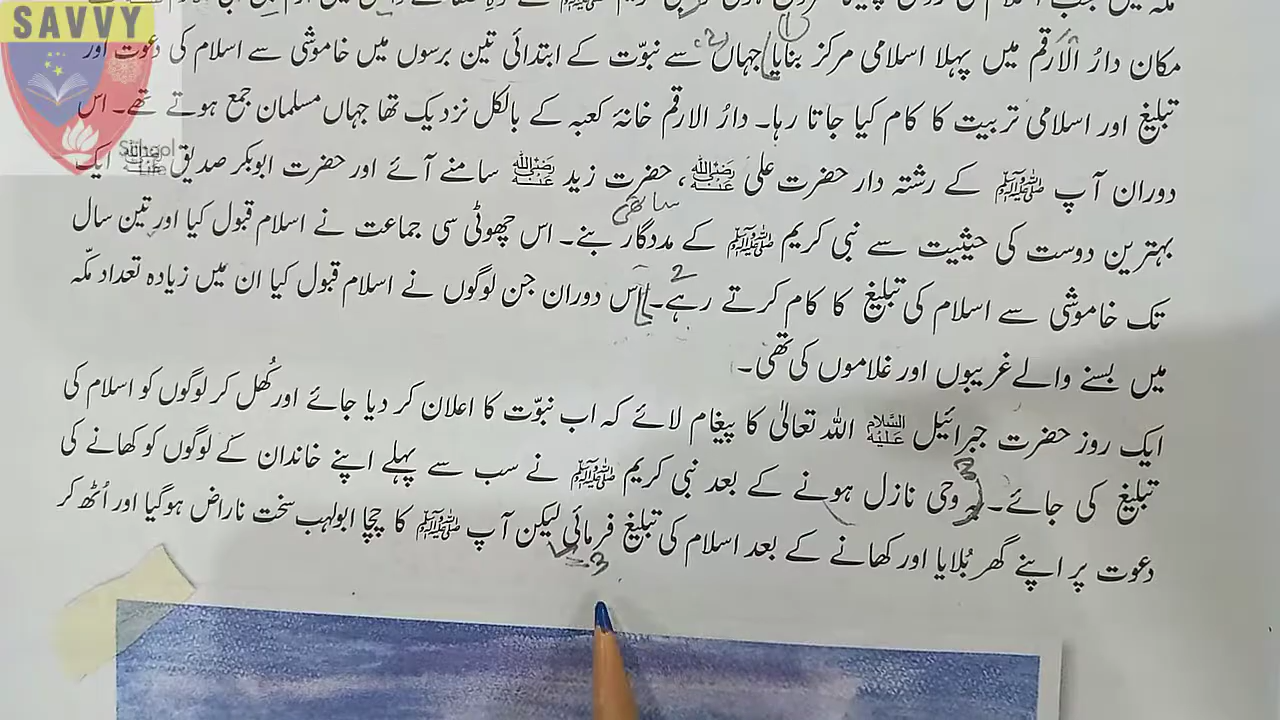 SAVVY
School
Life
مکان دارُ الارقم میں پہلا اسلامی مرکز بنایا جہاں سے نبوّت کے ابتدائی تین برسوں میں خاموشی سے اسلام کی دعوت اور
تبلیغ اور اسلامی تربیت کا کام کیا جاتا رہا۔ دارُ الارقم خانۂ کعبہ کے بالکل نزدیک تھا جہاں مسلمان جمع ہوتے تھے۔ اس
دوران آپ ﷺ کے رشتہ دار حضرت علی رضی اللہ عنہ، حضرت زید رضی اللہ عنہ سامنے آئے اور حضرت ابوبکر صدیق رضی اللہ عنہ ایک
ساتھی
بہترین دوست کی حیثیت سے نبی کریم ﷺ کے مددگار بنے۔ اس چھوٹی سی جماعت نے اسلام قبول کیا اور تین سال
تک خاموشی سے اسلام کی تبلیغ کا کام کرتے رہے۔ اس دوران جن لوگوں نے اسلام قبول کیا ان میں زیادہ تعداد مکّہ
میں بسنے والے غریبوں اور غلاموں کی تھی۔
ایک روز حضرت جبرائیل علیہ السلام اللہ تعالیٰ کا پیغام لائے کہ اب نبوّت کا اعلان کر دیا جائے اور کُھل کر لوگوں کو اسلام کی
تبلیغ کی جائے۔ وحی نازل ہونے کے بعد نبی کریم ﷺ نے سب سے پہلے اپنے خاندان کے لوگوں کو کھانے کی
دعوت پر اپنے گھر بُلایا اور کھانے کے بعد اسلام کی تبلیغ فرمائی لیکن آپ ﷺ کا چچا ابولہب سخت ناراض ہوگیا اور اُٹھ کر